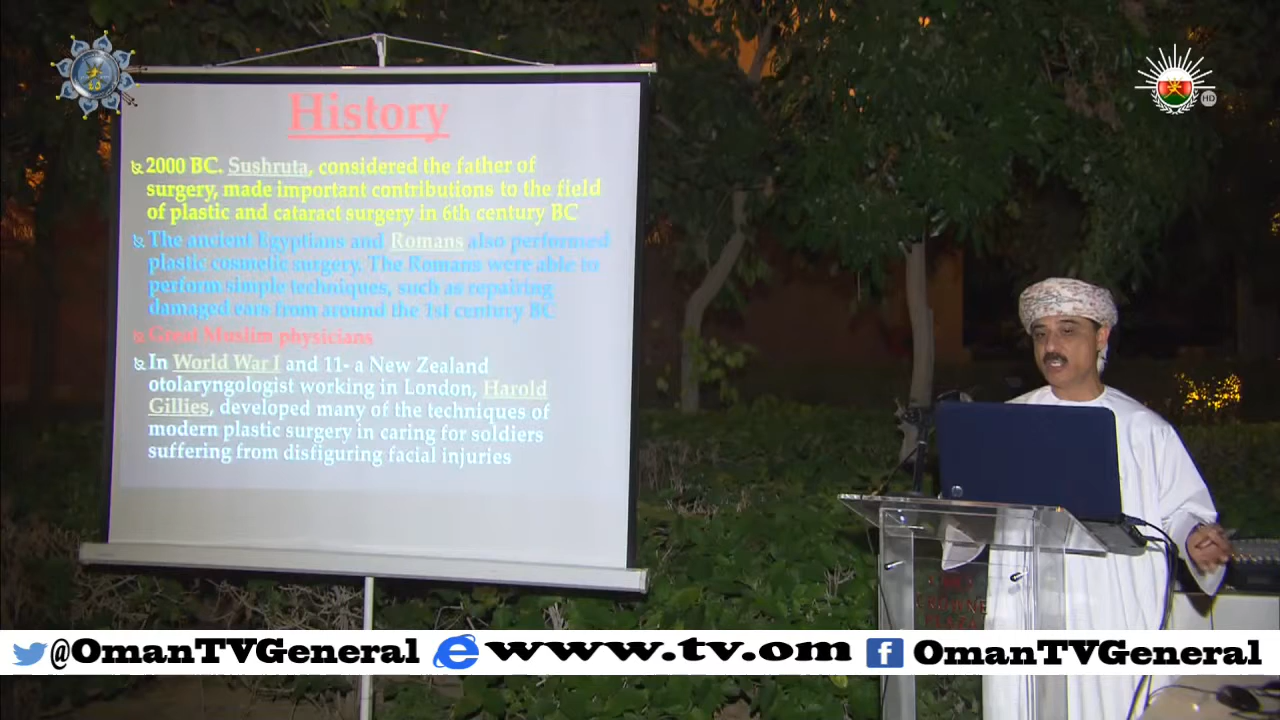 History
2000 BC. Sushruta, considered the father of
surgery, made important contributions to the field
of plastic and cataract surgery in 6th century BC
The ancient Egyptians and Romans also performed
plastic cosmetic surgery. The Romans were able to
perform simple techniques, such as repairing
damaged ears from around the 1st century BC
Great Muslim physicians
In World War I and 11- a New Zealand
otolaryngologist working in London, Harold
Gillies, developed many of the techniques of
modern plastic surgery in caring for soldiers
suffering from disfiguring facial injuries
HD
@OmanTVGeneral www.tv.om OmanTVGeneral